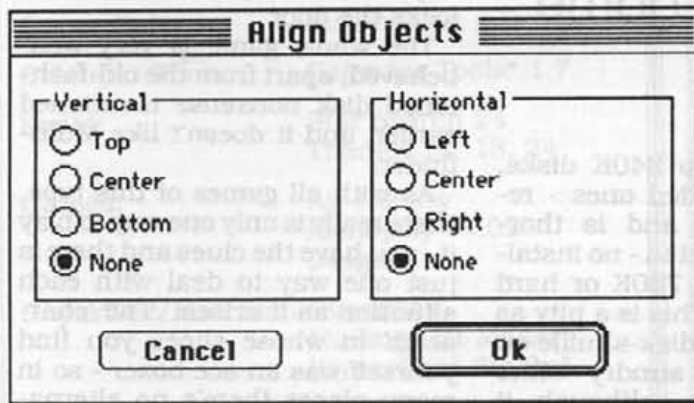 Align Objects
Vertical
Top
Center
Bottom
None
Horizontal
Left
Center
Right
None
Cancel
Ok